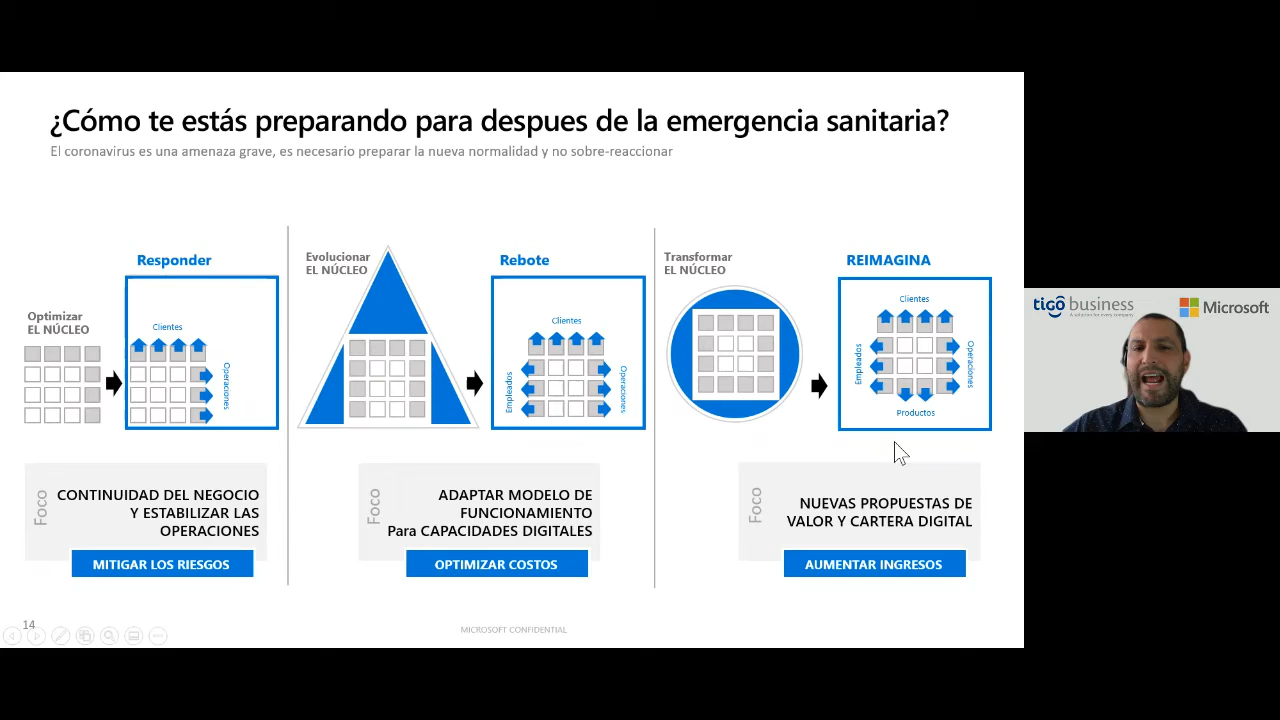 ¿Cómo te estás preparando para despues de la emergencia sanitaria?
El coronavirus es una amenaza grave, es necesario preparar la nueva normalidad y no sobre-reaccionar
Optimizar
EL NÚCLEO
Responder
Clientes
Operaciones
Foco
CONTINUIDAD DEL NEGOCIO
Y ESTABILIZAR LAS
OPERACIONES
MITIGAR LOS RIESGOS
Evolucionar
EL NÚCLEO
Rebote
Clientes
Empleados
Operaciones
Foco
ADAPTAR MODELO DE
FUNCIONAMIENTO
Para CAPACIDADES DIGITALES
OPTIMIZAR COSTOS
Transformar
EL NÚCLEO
REIMAGINA
Clientes
Empleados
Operaciones
Productos
Foco
NUEVAS PROPUESTAS DE
VALOR Y CARTERA DIGITAL
AUMENTAR INGRESOS
14
MICROSOFT CONFIDENTIAL
tigo business
A solution for every company
Microsoft